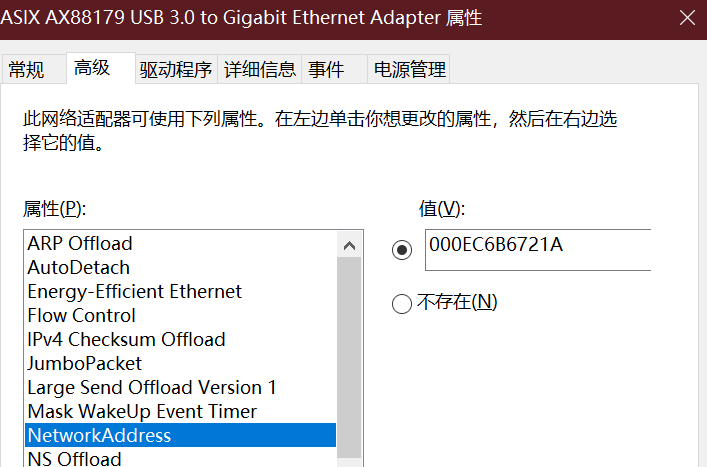 ASIX AX88179 USB 3.0 to Gigabit Ethernet Adapter 属性
常规 高级 驱动程序 详细信息 事件 电源管理
此网络适配器可使用下列属性。在左边单击你想更改的属性，然后在右边选
择它的值。
属性(P): 值(V):
ARP Offload
AutoDetach
Energy-Efficient Ethernet
Flow Control
IPv4 Checksum Offload
JumboPacket
Large Send Offload Version 1
Mask WakeUp Event Timer
NetworkAddress
NS Offload
000EC6B6721A
不存在(N)